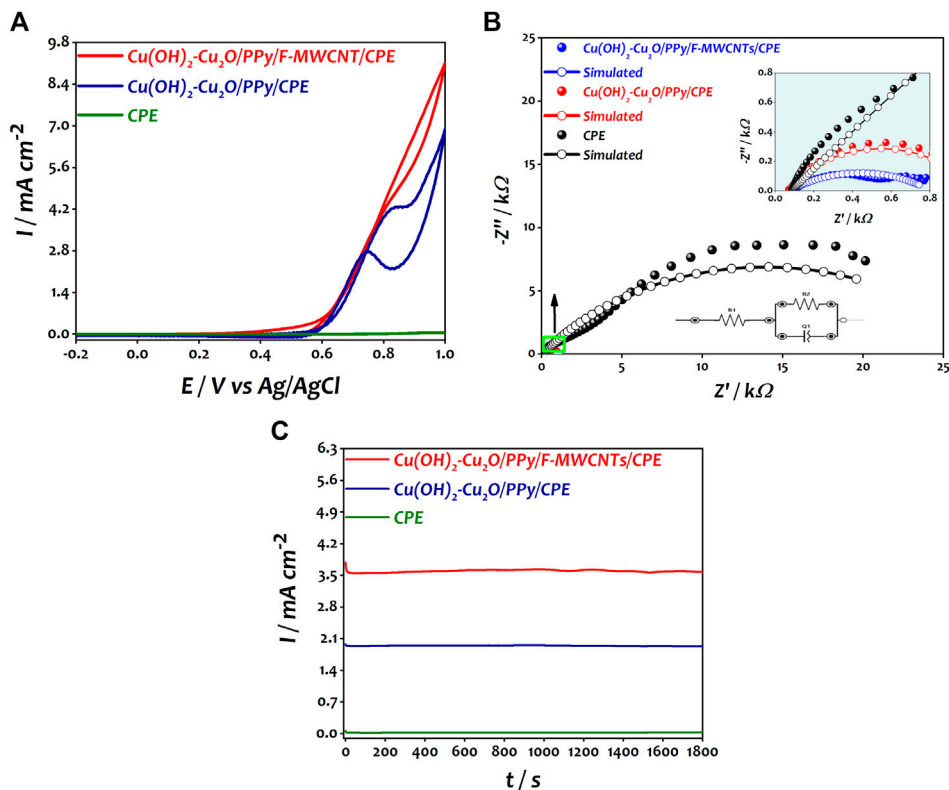 A
9.8
8.4
7.0
5.6
4.2
2.8
1.4
0.0
-0.2
0.0
0.2
0.4
0.6
0.8
1.0
I / mA cm⁻²
E / V vs Ag/AgCl
Cu(OH)₂-Cu₂O/PPy/F-MWCNT/CPE
Cu(OH)₂-Cu₂O/PPy/CPE
CPE
B
25
20
15
10
5
0
0
5
10
15
20
25
-Z'' / kΩ
Z' / kΩ
Cu(OH)₂-Cu₂O/PPy/F-MWCNTs/CPE
Simulated
Cu(OH)₂-Cu₂O/PPy/CPE
Simulated
CPE
Simulated
0.8
0.6
0.4
0.2
0.0
0.0
0.2
0.4
0.6
0.8
-Z'' / kΩ
Z' / kΩ
R1
R2
Q1
C
6.3
5.6
4.9
4.2
3.5
2.8
2.1
1.4
0.7
0.0
0
200
400
600
800
1000
1200
1400
1600
1800
I / mA cm⁻²
t / s
Cu(OH)₂-Cu₂O/PPy/F-MWCNTs/CPE
Cu(OH)₂-Cu₂O/PPy/CPE
CPE